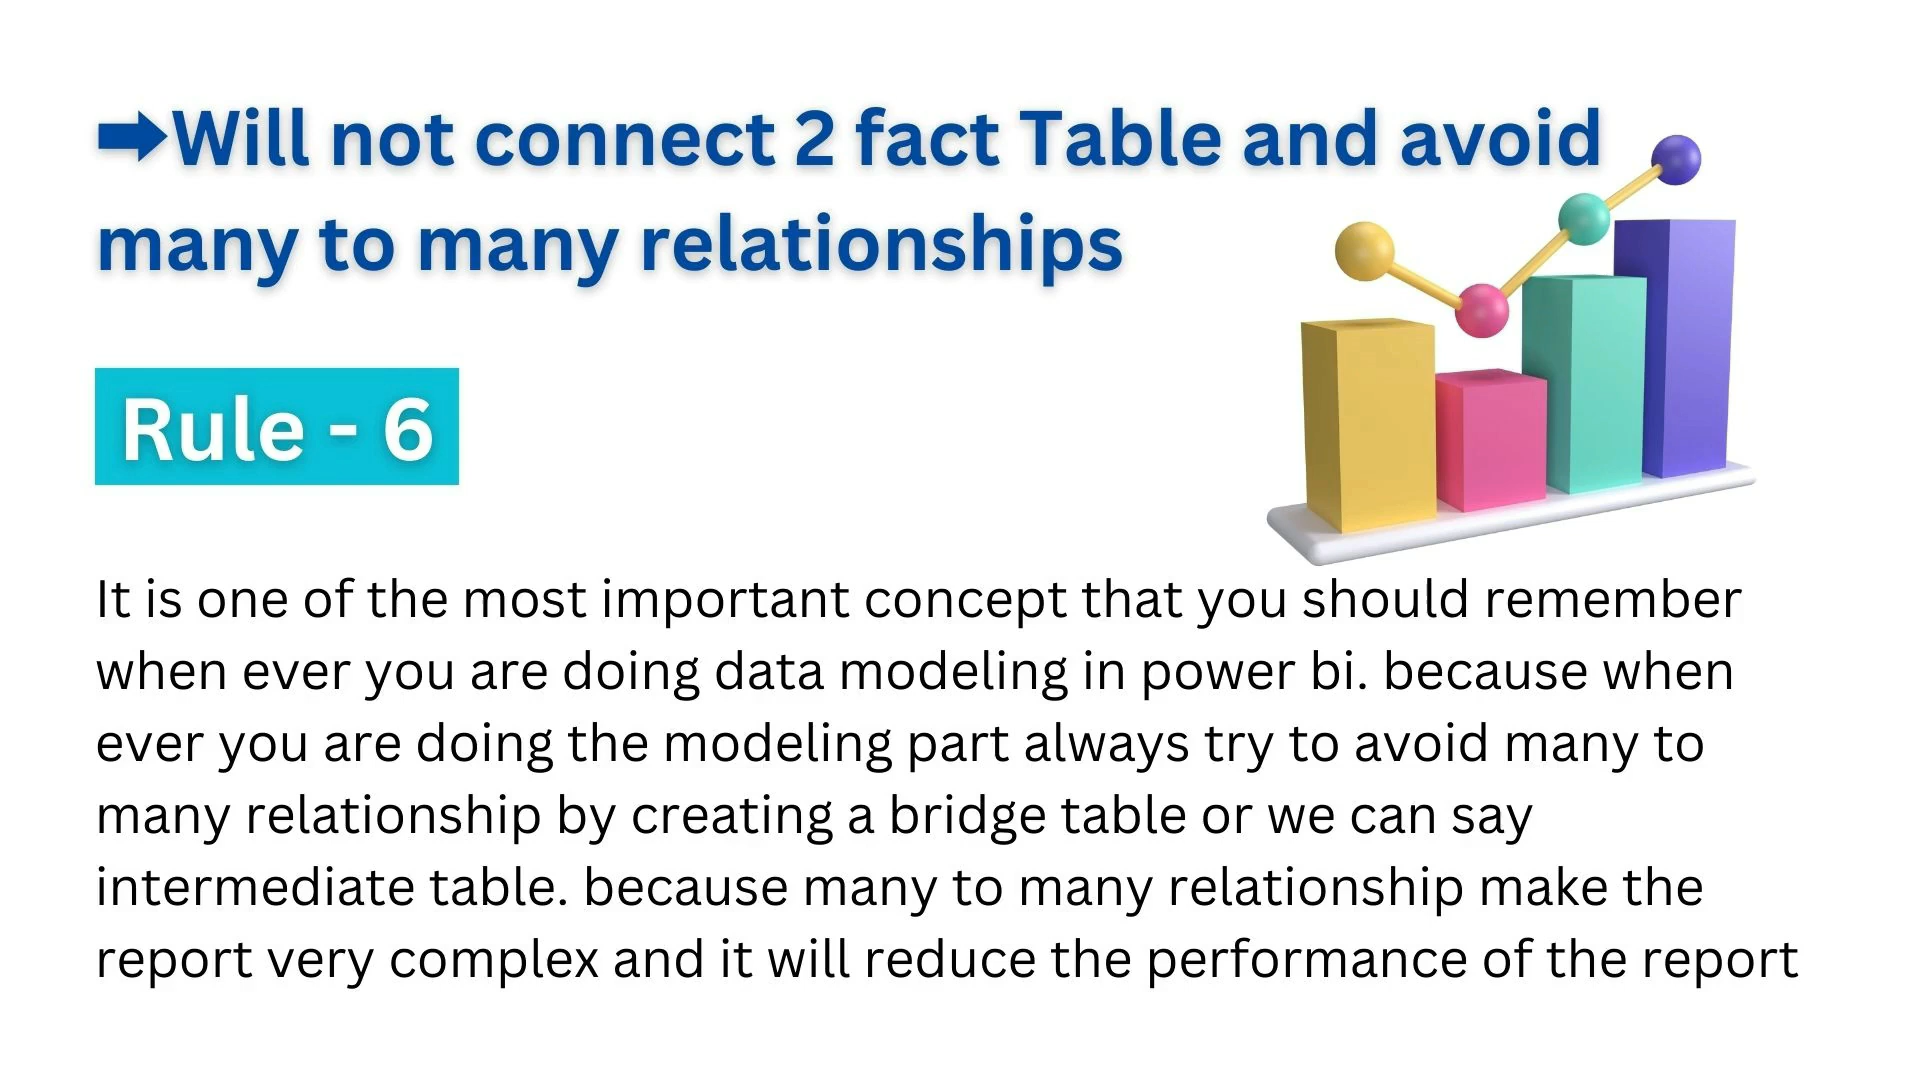 ➡Will not connect 2 fact Table and avoid
many to many relationships
Rule - 6
It is one of the most important concept that you should remember
when ever you are doing data modeling in power bi. because when
ever you are doing the modeling part always try to avoid many to
many relationship by creating a bridge table or we can say
intermediate table. because many to many relationship make the
report very complex and it will reduce the performance of the report